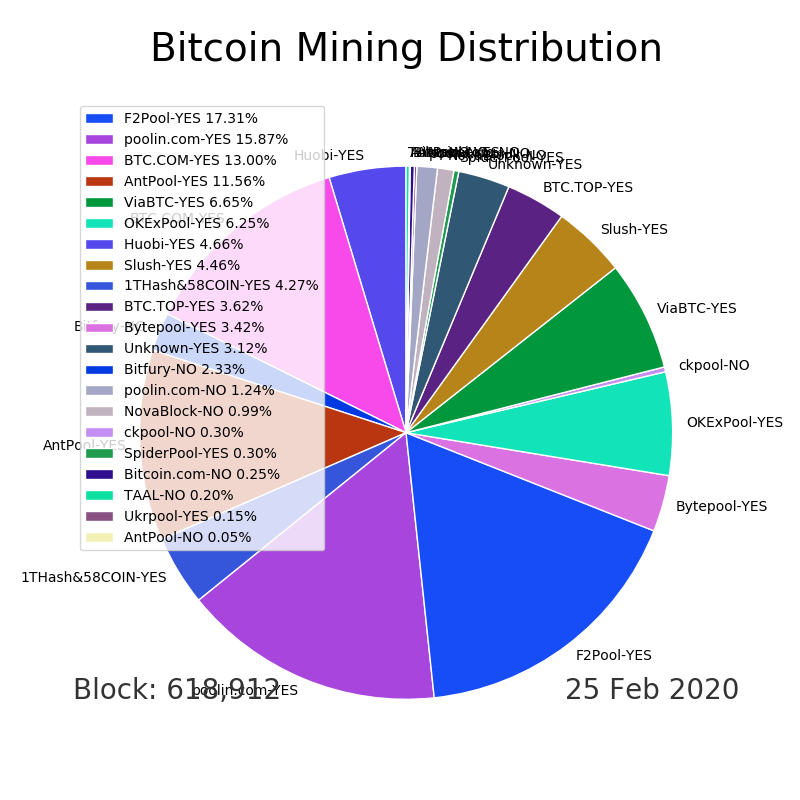 Bitcoin Mining Distribution
F2Pool-YES 17.31%
poolin.com-YES 15.87%
BTC.COM-YES 13.00%
AntPool-YES 11.56%
ViaBTC-YES 6.65%
OKExPool-YES 6.25%
Huobi-YES 4.66%
Slush-YES 4.46%
1THash&58COIN-YES 4.27%
BTC.TOP-YES 3.62%
Bytepool-YES 3.42%
Unknown-YES 3.12%
Bitfury-NO 2.33%
poolin.com-NO 1.24%
NovaBlock-NO 0.99%
ckpool-NO 0.30%
SpiderPool-YES 0.30%
Bitcoin.com-NO 0.25%
TAAL-NO 0.20%
Ukrpool-YES 0.15%
AntPool-NO 0.05%
Huobi-YES
BTC.COM-YES
AntPool-YES
1THash&58COIN-YES
poolin.com-YES
F2Pool-YES
Bytepool-YES
OKExPool-YES
ckpool-NO
ViaBTC-YES
Slush-YES
BTC.TOP-YES
Unknown-YES
SpiderPool-YES
Block: 618,912
25 Feb 2020